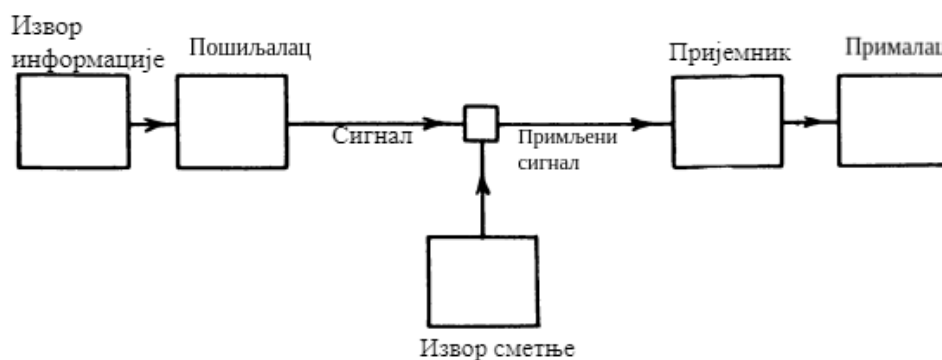 Извор
информације
Пошиљалац
Сигнал
Примљени
сигнал
Пријемник
Прималац
Извор сметње